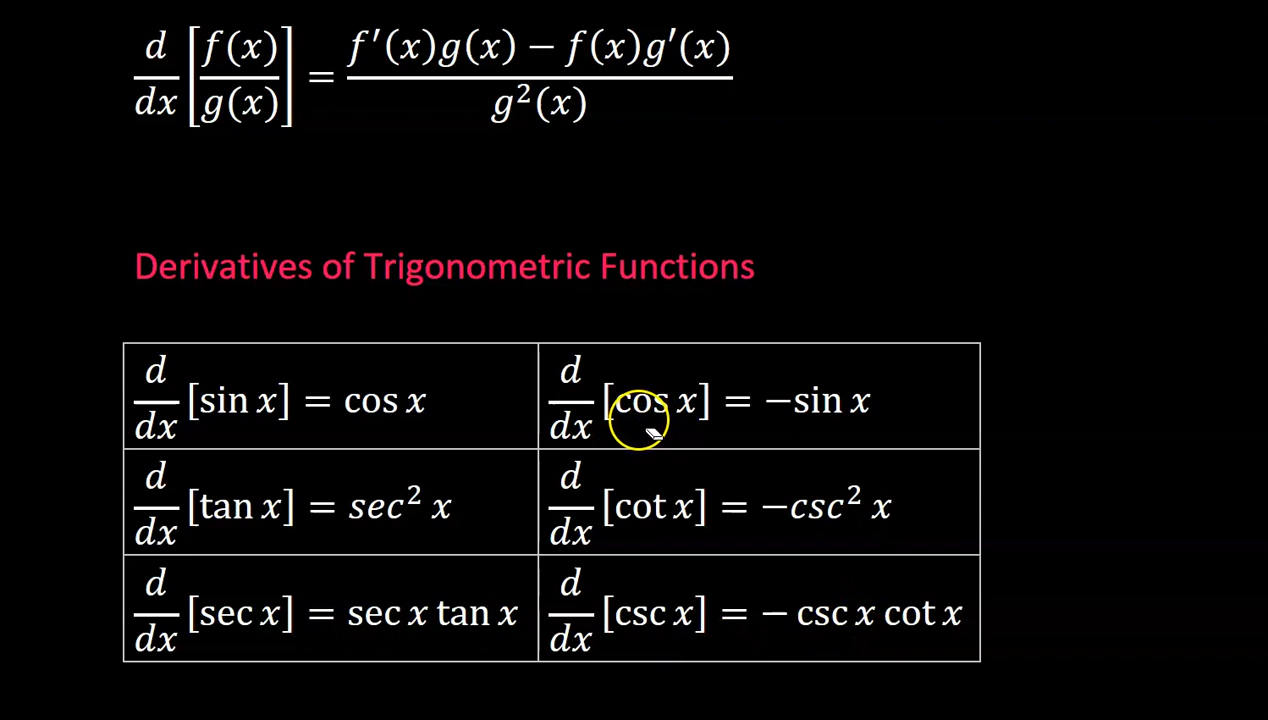 d/dx [f(x)/g(x)] = (f′(x)g(x) − f(x)g′(x))/g²(x)
Derivatives of Trigonometric Functions
d/dx [sin x] = cos x
d/dx [cos x] = −sin x
d/dx [tan x] = sec² x
d/dx [cot x] = −csc² x
d/dx [sec x] = sec x tan x
d/dx [csc x] = − csc x cot x